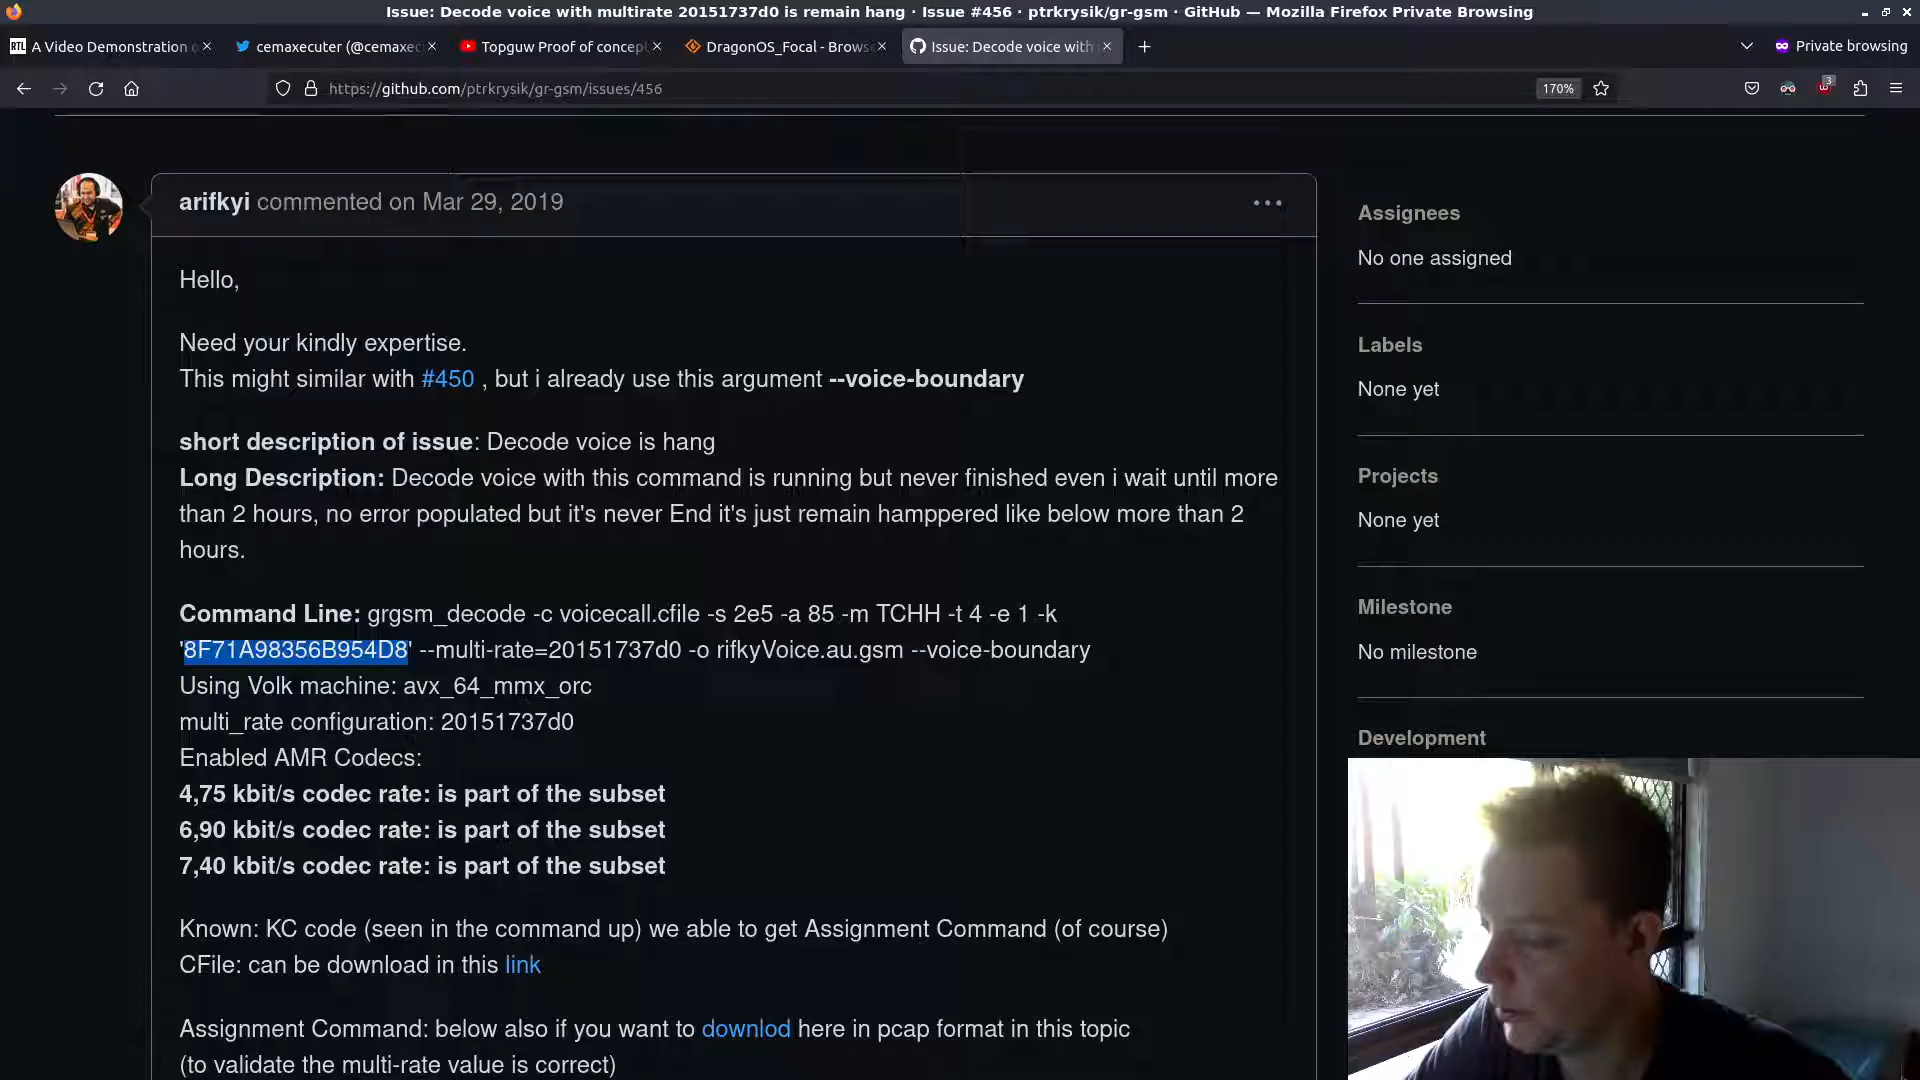 Issue: Decode voice with multirate 20151737d0 is remain hang · Issue #456 · ptrkrysik/gr-gsm · GitHub — Mozilla Firefox Private Browsing
RTL A Video Demonstration
cemaxecuter (@cemaxec
Topguw Proof of concep
DragonOS_Focal - Brows
Issue: Decode voice with
Private browsing
https://github.com/ptrkrysik/gr-gsm/issues/456
170%
3
arifkyi commented on Mar 29, 2019
Hello,
Need your kindly expertise.
This might similar with #450 , but i already use this argument --voice-boundary
short description of issue: Decode voice is hang
Long Description: Decode voice with this command is running but never finished even i wait until more
than 2 hours, no error populated but it's never End it's just remain hamppered like below more than 2
hours.
Command Line: grgsm_decode -c voicecall.cfile -s 2e5 -a 85 -m TCHH -t 4 -e 1 -k
'8F71A98356B954D8' --multi-rate=20151737d0 -o rifkyVoice.au.gsm --voice-boundary
Using Volk machine: avx_64_mmx_orc
multi_rate configuration: 20151737d0
Enabled AMR Codecs:
4,75 kbit/s codec rate: is part of the subset
6,90 kbit/s codec rate: is part of the subset
7,40 kbit/s codec rate: is part of the subset
Known: KC code (seen in the command up) we able to get Assignment Command (of course)
CFile: can be download in this link
Assignment Command: below also if you want to downlod here in pcap format in this topic
(to validate the multi-rate value is correct)
Assignees
No one assigned
Labels
None yet
Projects
None yet
Milestone
No milestone
Development